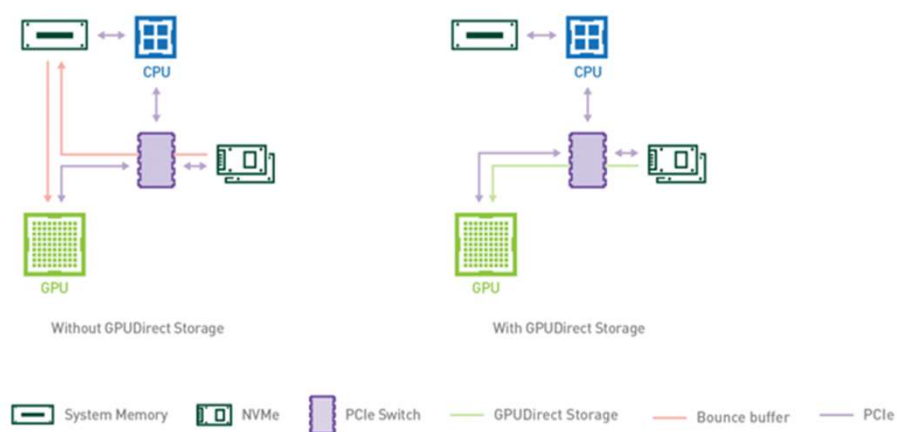 CPU
CPU
GPU
GPU
Without GPUDirect Storage
With GPUDirect Storage
System Memory
NVMe
PCIe Switch
GPUDirect Storage
Bounce buffer
PCIe